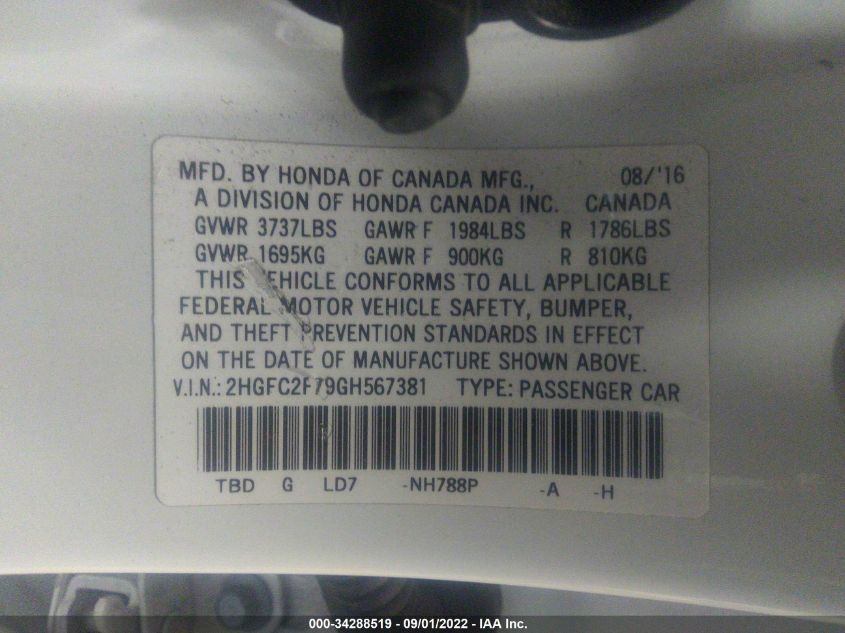 MFD. BY HONDA OF CANADA MFG., 08/'16
A DIVISION OF HONDA CANADA INC. CANADA
GVWR 3737LBS GAWR F 1984LBS R 1786LBS
GVWR 1695KG GAWR F 900KG R 810KG
THIS VEHICLE CONFORMS TO ALL APPLICABLE
FEDERAL MOTOR VEHICLE SAFETY, BUMPER,
AND THEFT PREVENTION STANDARDS IN EFFECT
ON THE DATE OF MANUFACTURE SHOWN ABOVE.
V.I.N.: 2HGFC2F79GH567381 TYPE: PASSENGER CAR
TBD G LD7 -NH788P -A -H
000-34288519 - 09/01/2022 - IAA Inc.